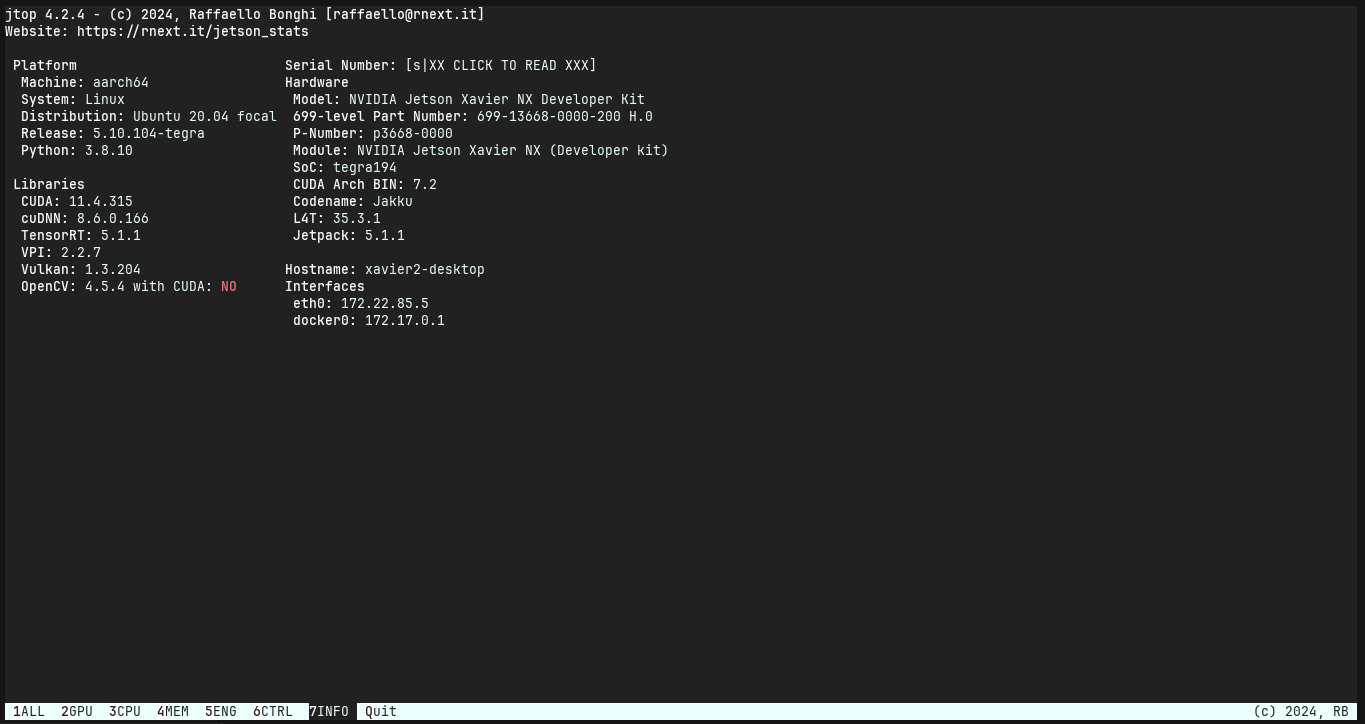 jtop 4.2.4 - (c) 2024, Raffaello Bonghi [raffaello@rnext.it]
Website: https://rnext.it/jetson_stats
Platform
Machine: aarch64
System: Linux
Distribution: Ubuntu 20.04 focal
Release: 5.10.104-tegra
Python: 3.8.10
Libraries
CUDA: 11.4.315
cuDNN: 8.6.0.166
TensorRT: 5.1.1
VPI: 2.2.7
Vulkan: 1.3.204
OpenCV: 4.5.4 with CUDA: NO
Serial Number: [s|XX CLICK TO READ XXX]
Hardware
Model: NVIDIA Jetson Xavier NX Developer Kit
699-level Part Number: 699-13668-0000-200 H.0
P-Number: p3668-0000
Module: NVIDIA Jetson Xavier NX (Developer kit)
SoC: tegra194
CUDA Arch BIN: 7.2
Codename: Jakku
L4T: 35.3.1
Jetpack: 5.1.1
Hostname: xavier2-desktop
Interfaces
eth0: 172.22.85.5
docker0: 172.17.0.1
1ALL 2GPU 3CPU 4MEM 5ENG 6CTRL 7INFO Quit (c) 2024, RB